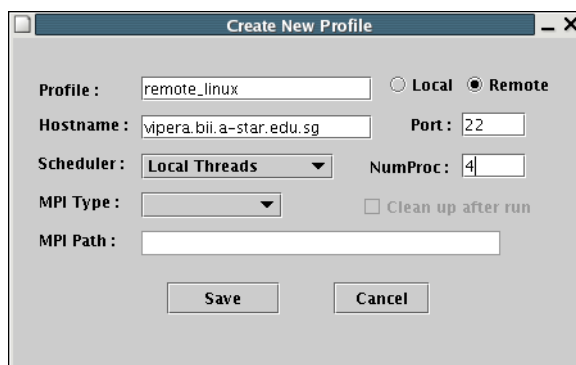 Create New Profile
Profile : remote_linux Local Remote
Hostname : vipera.bii.a-star.edu.sg Port : 22
Scheduler : Local Threads NumProc : 4
MPI Type : Clean up after run
MPI Path :
Save Cancel